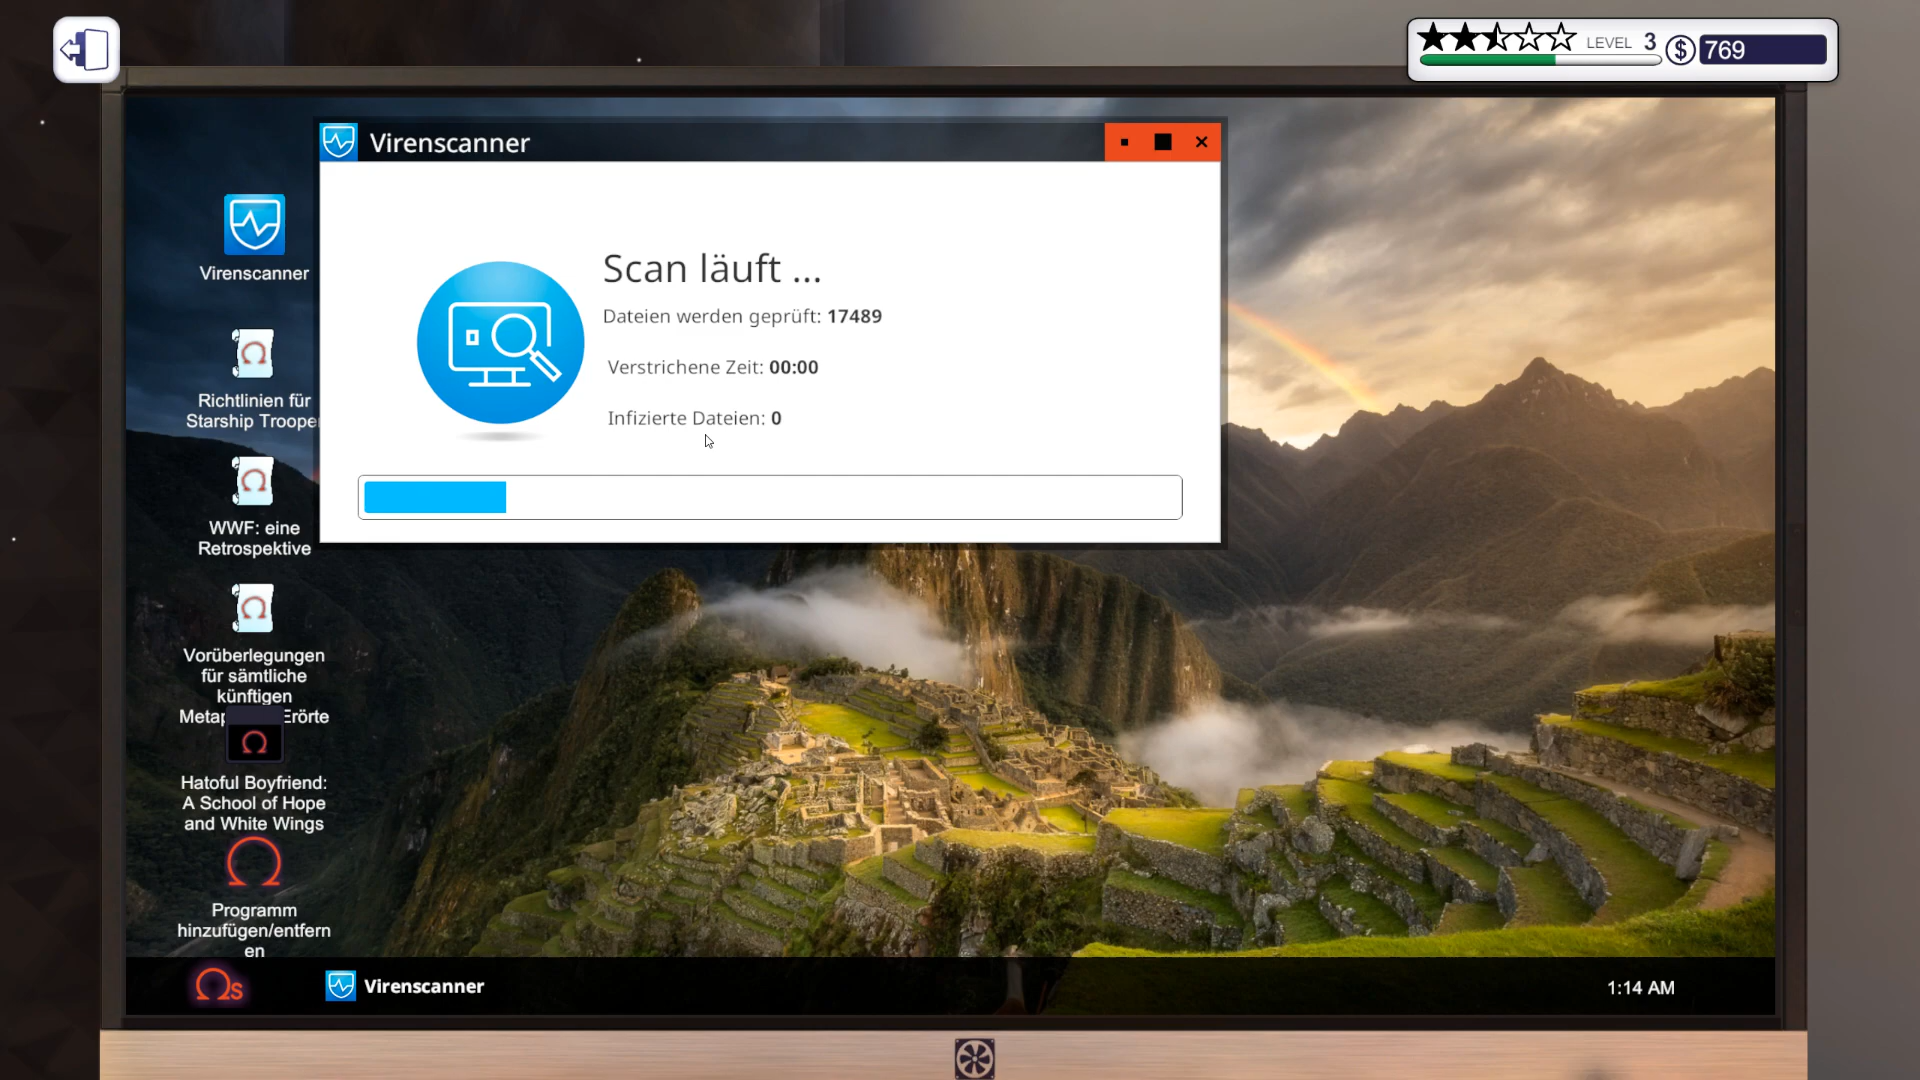 LEVEL 3
769
Virenscanner
Scan läuft ...
Dateien werden geprüft: 17489
Verstrichene Zeit: 00:00
Infizierte Dateien: 0
Virenscanner
Richtlinien für
Starship Trooper
WWF: eine
Retrospektive
Vorüberlegungen
für sämtliche
künftigen
Metap Erörte
Hatoful Boyfriend:
A School of Hope
and White Wings
Programm
hinzufügen/entfern
en
Ωs
Virenscanner
1:14 AM